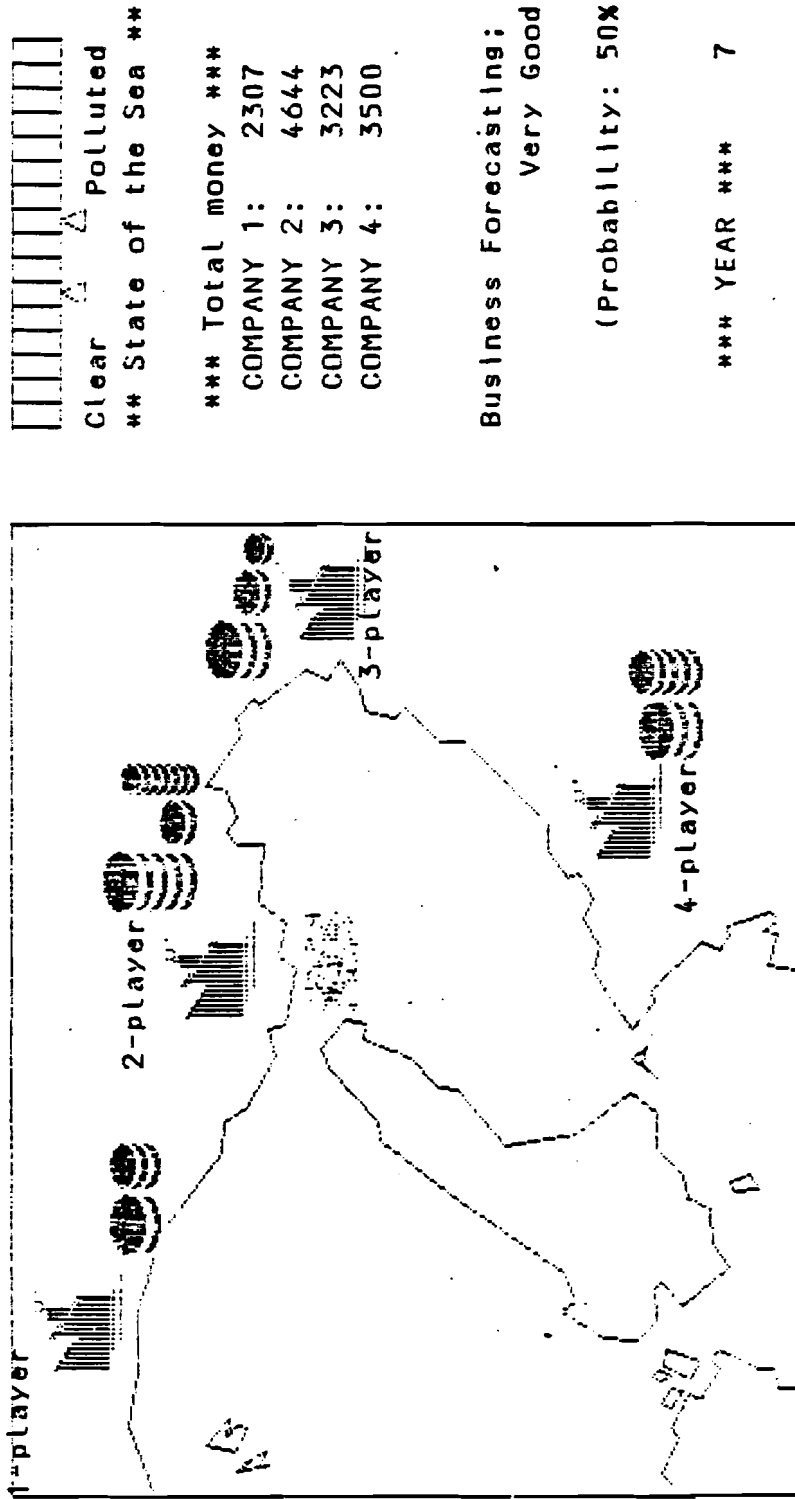 1-player
2-player
3-player
4-player
Clear Polluted
** State of the Sea **
*** Total money ***
COMPANY 1: 2307
COMPANY 2: 4644
COMPANY 3: 3223
COMPANY 4: 3500
Business Forecasting;
Very Good
(Probability: 50%
*** YEAR *** 7